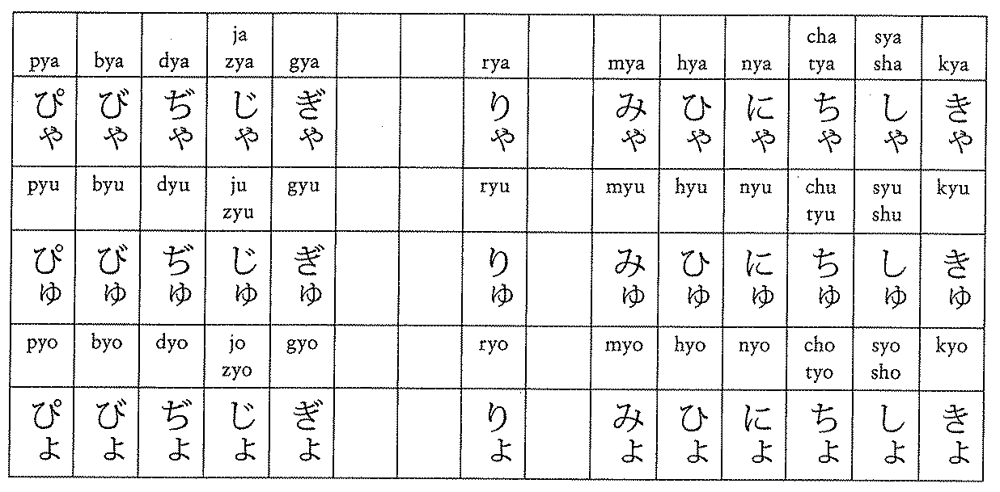 ja cha sya
pya bya dya zya gya rya mya hya nya tya sha kya
ぴゃ びゃ ぢゃ じゃ ぎゃ りゃ みゃ ひゃ にゃ ちゃ しゃ きゃ
pyu byu dyu ju gyu ryu myu hyu nyu chu syu kyu
zyu tyu shu
ぴゅ びゅ ぢゅ じゅ ぎゅ りゅ みゅ ひゅ にゅ ちゅ しゅ きゅ
pyo byo dyo jo gyo ryo myo hyo nyo cho syo kyo
zyo tyo sho
ぴょ びょ ぢょ じょ ぎょ りょ みょ ひょ にょ ちょ しょ きょ